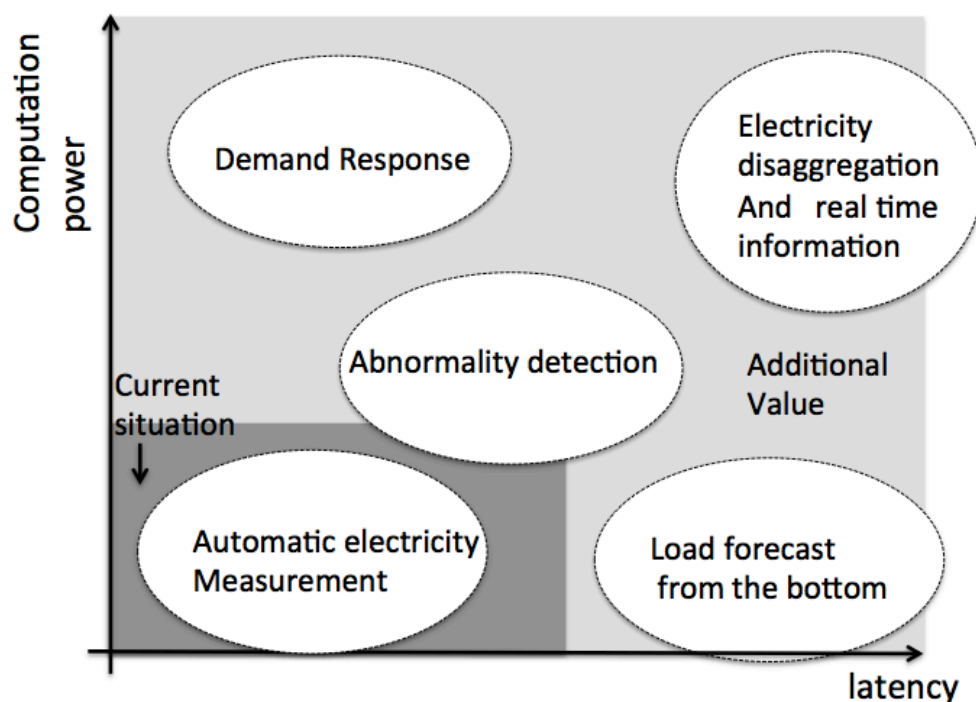 Computation
power
Demand Response
Electricity
disaggregation
And real time
information
Abnormality detection
Additional
Value
Current
situation
Automatic electricity
Measurement
Load forecast
from the bottom
latency